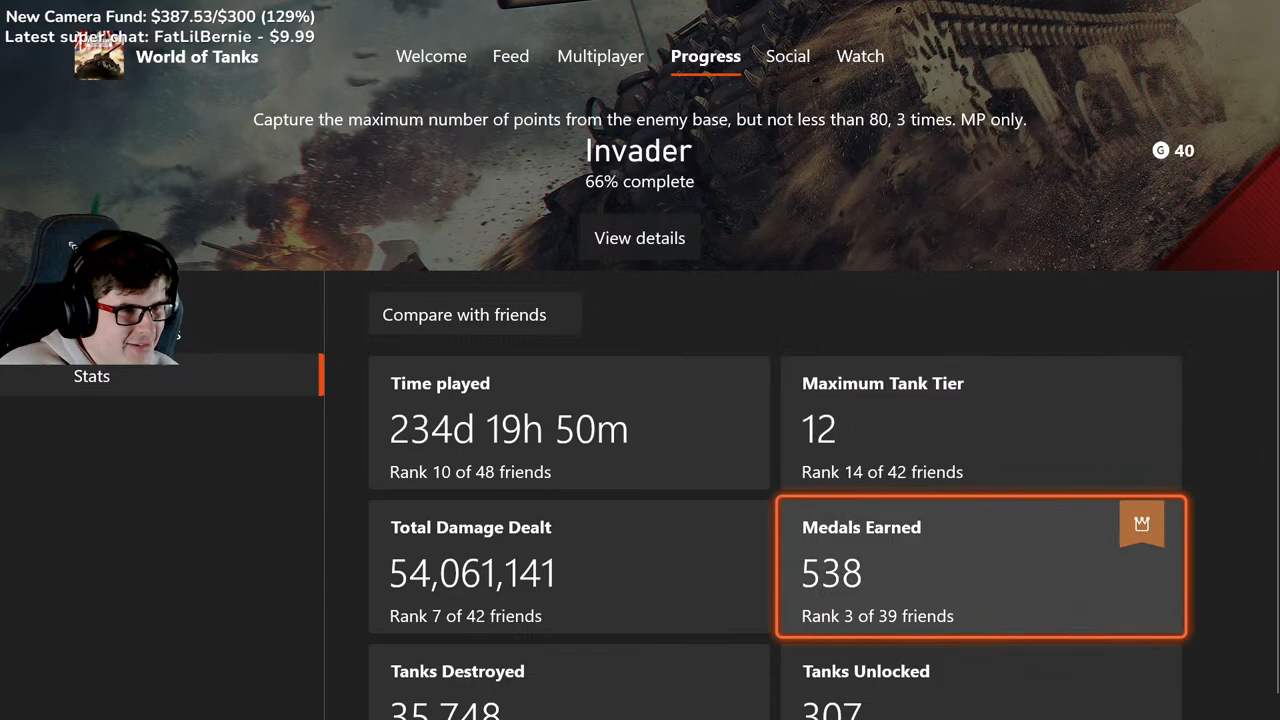 New Camera Fund: $387.53/$300 (129%)
Latest super chat: FatLilBernie - $9.99
World of Tanks
Welcome
Feed
Multiplayer
Progress
Social
Watch
Capture the maximum number of points from the enemy base, but not less than 80, 3 times. MP only.
Invader
G 40
66% complete
View details
Stats
Compare with friends
Time played
234d 19h 50m
Rank 10 of 48 friends
Maximum Tank Tier
12
Rank 14 of 42 friends
Total Damage Dealt
54,061,141
Rank 7 of 42 friends
Medals Earned
538
Rank 3 of 39 friends
Tanks Destroyed
35,748
Tanks Unlocked
307